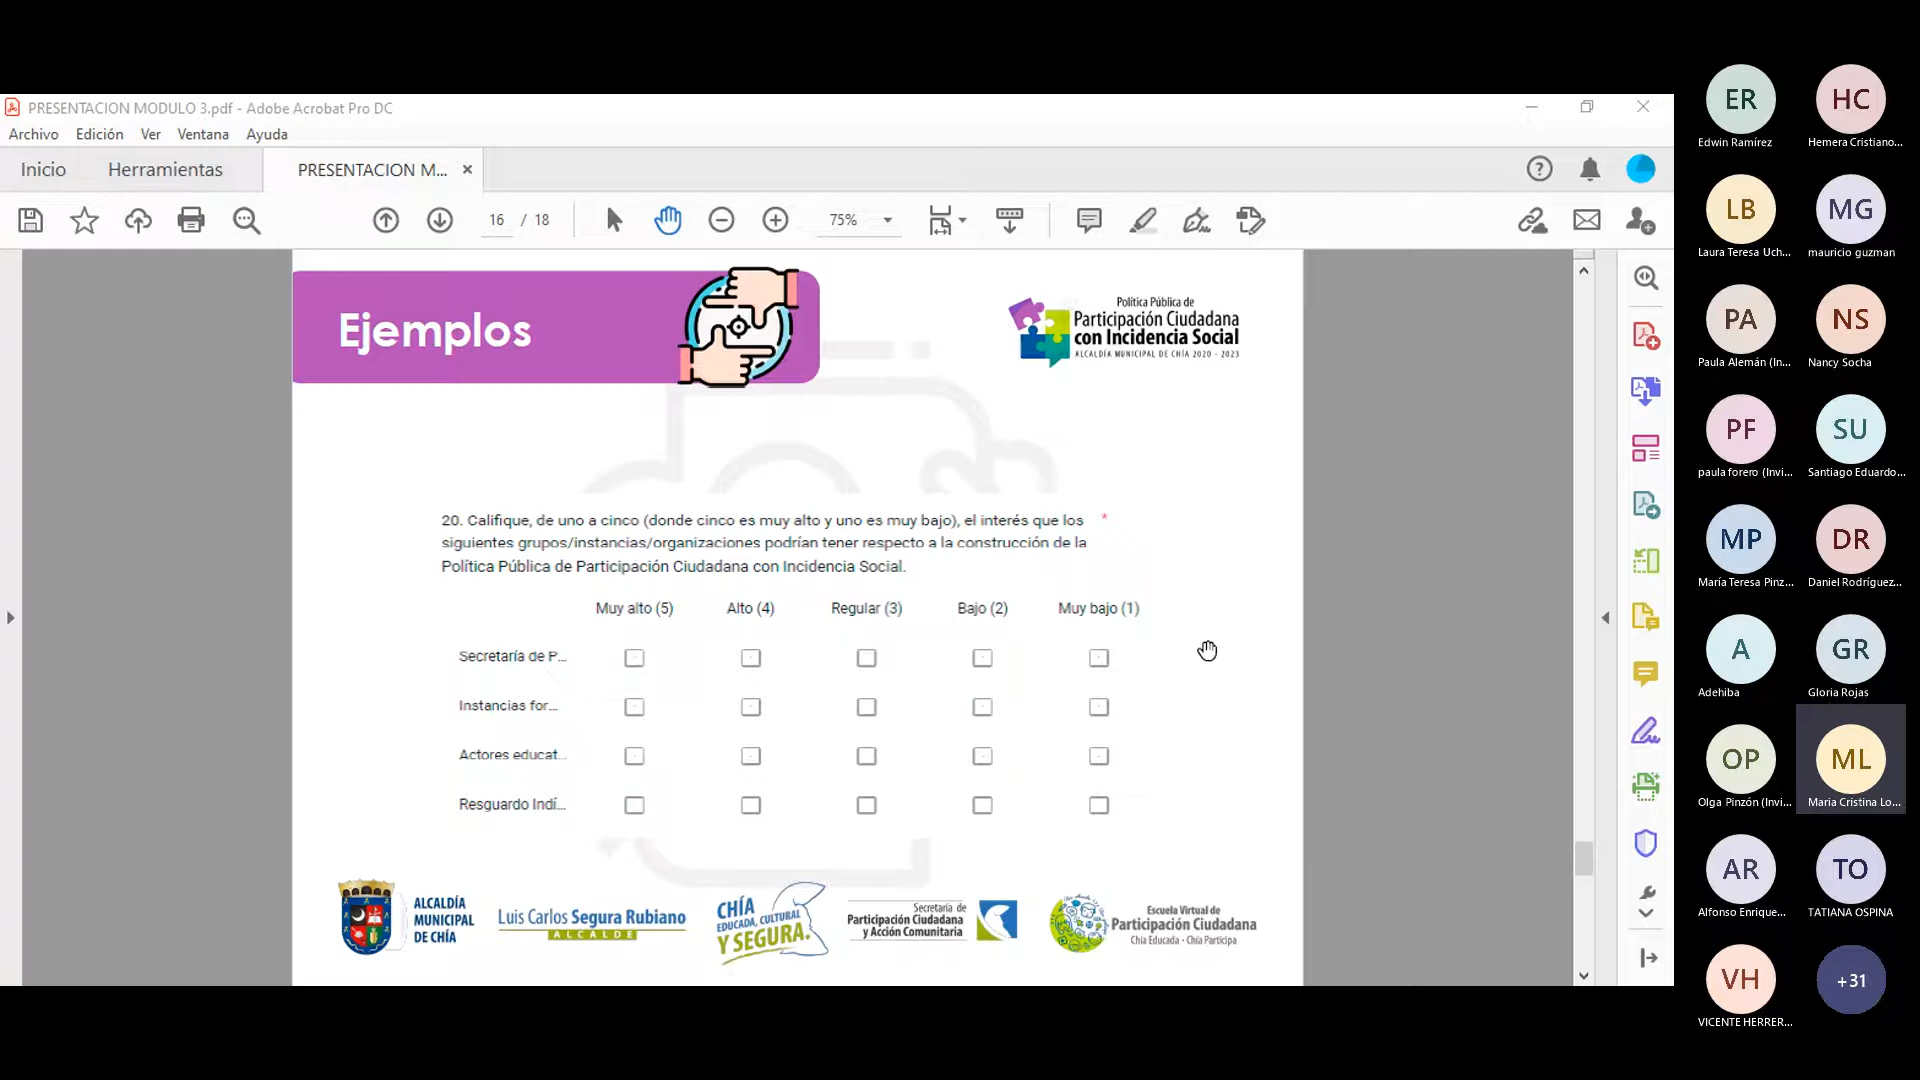 PRESENTACION MODULO 3.pdf - Adobe Acrobat Pro DC
Archivo Edición Ver Ventana Ayuda
Inicio Herramientas PRESENTACION M...
16 / 18 75%
Ejemplos
Política Pública de
Participación Ciudadana
con Incidencia Social
ALCALDÍA MUNICIPAL DE CHÍA 2020 - 2023
20. Califique, de uno a cinco (donde cinco es muy alto y uno es muy bajo), el interés que los *
siguientes grupos/instancias/organizaciones podrían tener respecto a la construcción de la
Política Pública de Participación Ciudadana con Incidencia Social.
Muy alto (5) Alto (4) Regular (3) Bajo (2) Muy bajo (1)
Secretaría de P...
Instancias for...
Actores educat...
Resguardo Indí...
ALCALDÍA
MUNICIPAL
DE CHÍA
Luis Carlos Segura Rubiano
ALCALDE
CHÍA
EDUCADA, CULTURAL
Y SEGURA.
Secretaría de
Participación Ciudadana
y Acción Comunitaria
Escuela Virtual de
Participación Ciudadana
Chía Educada - Chía Participa
ER HC
Edwin Ramírez Hemera Cristiano...
LB MG
Laura Teresa Uch... mauricio guzman
PA NS
Paula Alemán (In... Nancy Socha
PF SU
paula forero (Invi... Santiago Eduardo...
MP DR
María Teresa Pinz... Daniel Rodríguez...
A GR
Adehiba Gloria Rojas
OP ML
Olga Pinzón (Invi... Maria Cristina Lo...
AR TO
Alfonso Enrique... TATIANA OSPINA
VH +31
VICENTE HERRER...